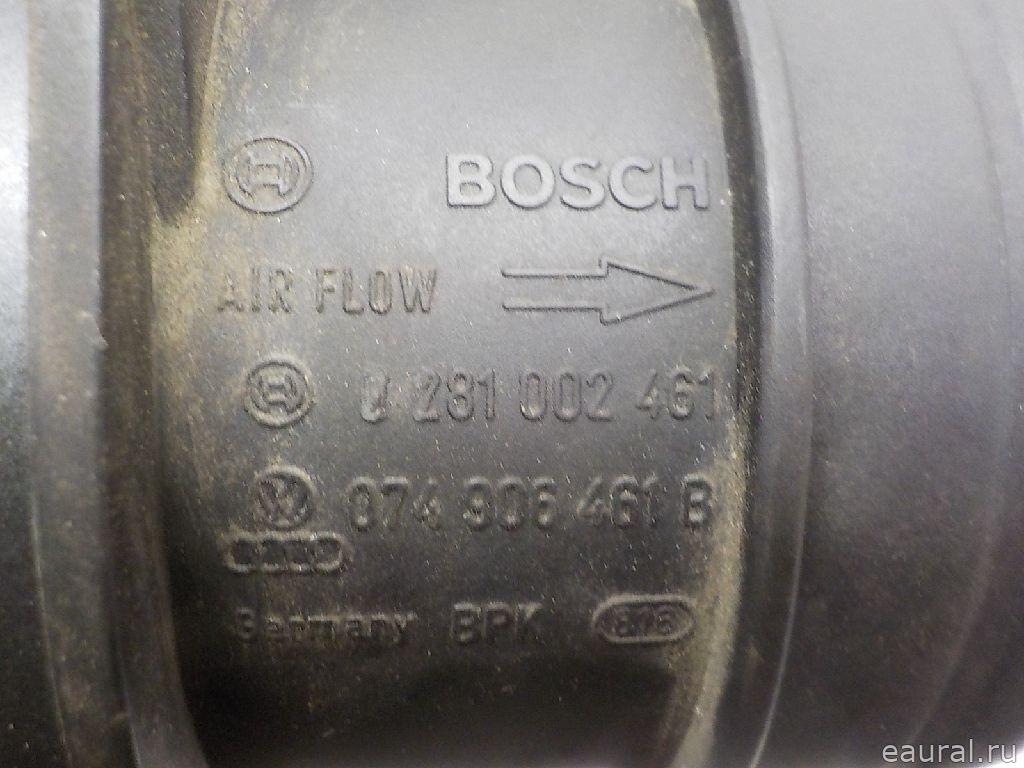 BOSCH
AIR FLOW
0 281 002 461
074 906 461 B
Germany BPK
eaural.ru